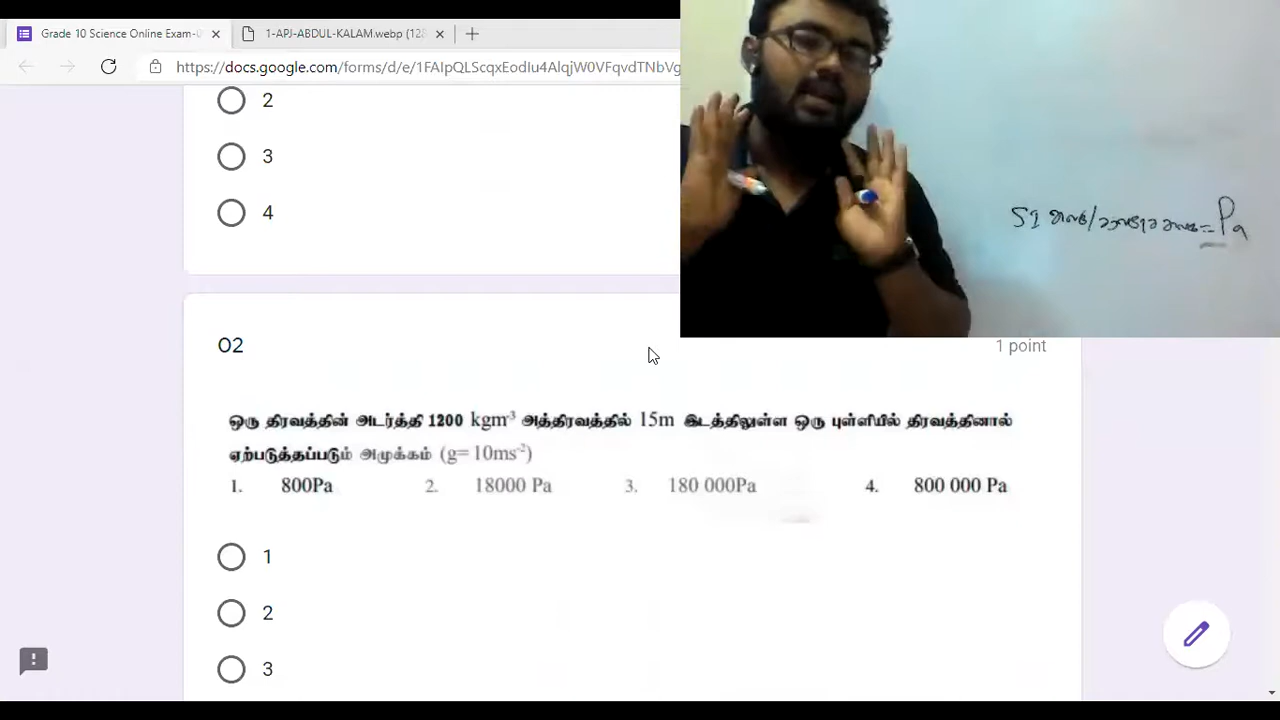 Grade 10 Science Online Exam-
1-APJ-ABDUL-KALAM.webp (128
https://docs.google.com/forms/d/e/1FAIpQLScqxEodIu4AlqjW0VFqvdTNbVg
2
3
4
SI = Pa
02
1 point
ஒரு திரவத்தின் அடர்த்தி 1200 kgm⁻³ அத்திரவத்தில் 15m இடத்திலுள்ள ஒரு புள்ளியில் திரவத்தினால்
ஏற்படுத்தப்படும் அமுக்கம் (g= 10ms⁻²)
1. 800Pa 2. 18000 Pa 3. 180 000Pa 4. 800 000 Pa
1
2
3